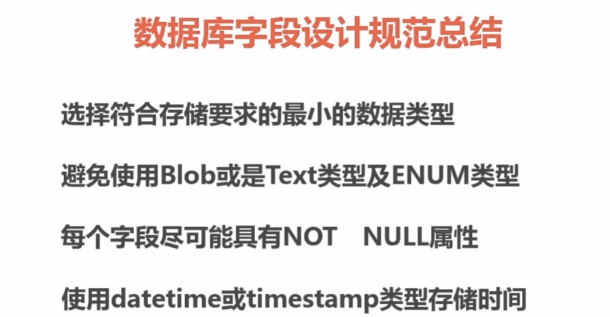 数据库字段设计规范总结
选择符合存储要求的最小的数据类型
避免使用Blob或是Text类型及ENUM类型
每个字段尽可能具有NOT NULL属性
使用datetime或timestamp类型存储时间